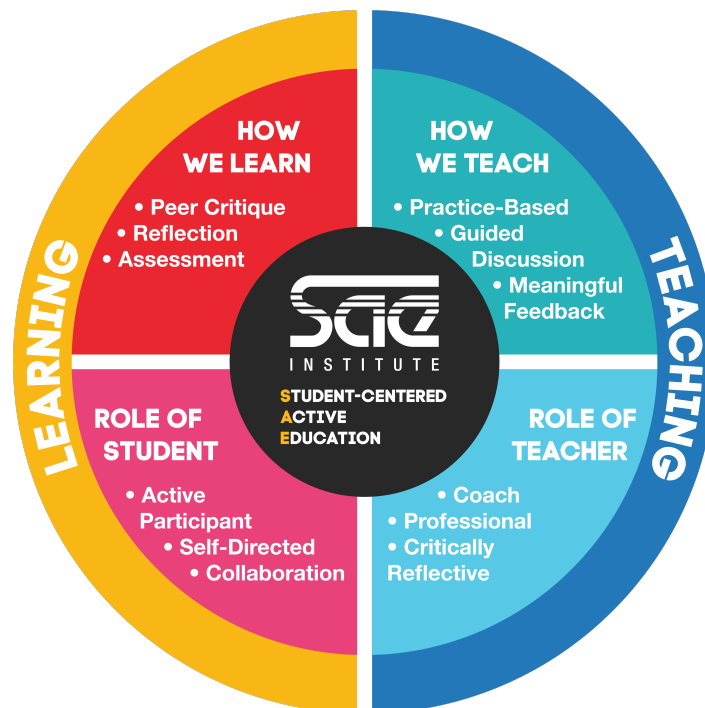 LEARNING
HOW
WE LEARN
• Peer Critique
• Reflection
• Assessment
HOW
WE TEACH
• Practice-Based
• Guided
Discussion
• Meaningful
Feedback
TEACHING
sae
INSTITUTE
STUDENT-CENTERED
ACTIVE
EDUCATION
ROLE OF
STUDENT
• Active
Participant
• Self-Directed
• Collaboration
ROLE OF
TEACHER
• Coach
• Professional
• Critically
Reflective